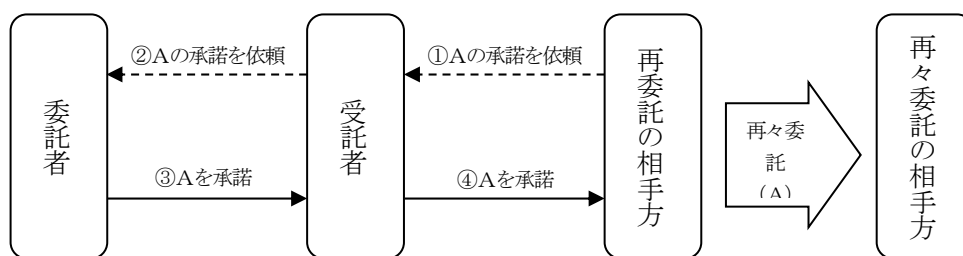 委託者
②Aの承諾を依頼
③Aを承諾
受託者
①Aの承諾を依頼
④Aを承諾
再委託の相手方
再々委
託
(A)
再々委託の相手方